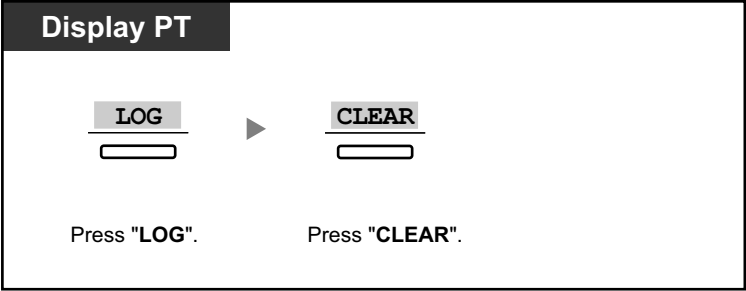 Display PT
LOG
CLEAR
Press "LOG".
Press "CLEAR".